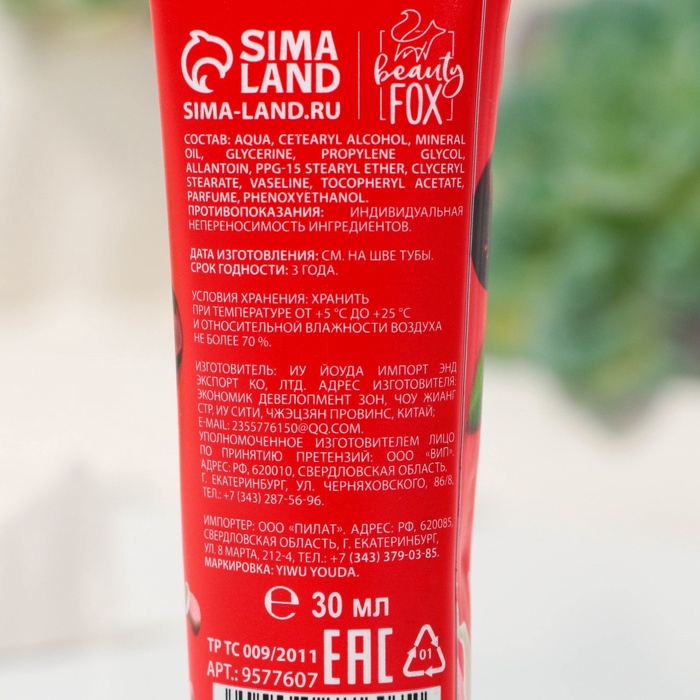 SIMA
LAND
SIMA-LAND.RU
beauty
FOX
СОСТАВ: AQUA, CETEARYL ALCOHOL, MINERAL
OIL, GLYCERINE, PROPYLENE GLYCOL,
ALLANTOIN, PPG-15 STEARYL ETHER, GLYCERYL
STEARATE, VASELINE, TOCOPHERYL ACETATE,
PARFUME, PHENOXYETHANOL.
ПРОТИВОПОКАЗАНИЯ: ИНДИВИДУАЛЬНАЯ
НЕПЕРЕНОСИМОСТЬ ИНГРЕДИЕНТОВ.
ДАТА ИЗГОТОВЛЕНИЯ: СМ. НА ШВЕ ТУБЫ.
СРОК ГОДНОСТИ: 3 ГОДА.
УСЛОВИЯ ХРАНЕНИЯ: ХРАНИТЬ
ПРИ ТЕМПЕРАТУРЕ ОТ +5 °С ДО +25 °С
И ОТНОСИТЕЛЬНОЙ ВЛАЖНОСТИ ВОЗДУХА
НЕ БОЛЕЕ 70 %.
ИЗГОТОВИТЕЛЬ: ИУ ЙОУДА ИМПОРТ ЭНД
ЭКСПОРТ КО, ЛТД. АДРЕС ИЗГОТОВИТЕЛЯ:
ЭКОНОМИК ДЕВЕЛОПМЕНТ ЗОН, ЧОУ ЖИАНГ
СТР, ИУ СИТИ, ЧЖЭЦЗЯН ПРОВИНС, КИТАЙ;
E-MAIL: 2355776150@QQ.COM.
УПОЛНОМОЧЕННОЕ ИЗГОТОВИТЕЛЕМ ЛИЦО
ПО ПРИНЯТИЮ ПРЕТЕНЗИЙ: ООО «ВИП».
АДРЕС: РФ, 620010, СВЕРДЛОВСКАЯ ОБЛАСТЬ,
Г. ЕКАТЕРИНБУРГ, УЛ. ЧЕРНЯХОВСКОГО, 86/8,
ТЕЛ.: +7 (343) 287-56-96.
ИМПОРТЕР: ООО «ПИЛАТ». АДРЕС: РФ, 620085,
СВЕРДЛОВСКАЯ ОБЛАСТЬ, Г. ЕКАТЕРИНБУРГ,
УЛ. 8 МАРТА, 212-4, ТЕЛ.: +7 (343) 379-03-85.
МАРКИРОВКА: YIWU YOUDA.
℮ 30 мл
ТР ТС 009/2011
АРТ.: 9577607
EAC
01